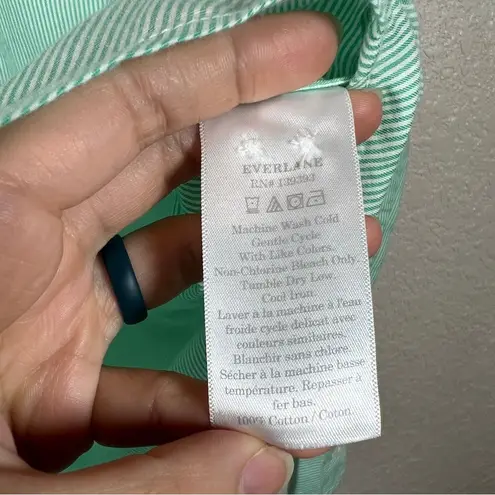 EVERLANE
RN# 139393
Machine Wash Cold
Gentle Cycle
With Like Colors.
Non-Chlorine Bleach Only.
Tumble Dry Low.
Cool Iron.
Laver à la machine à l'eau
froide cycle delicat avec
couleurs similaires.
Blanchir sans chlore.
Sécher à la machine basse
température. Repasser à
fer bas.
100% Cotton / Coton.